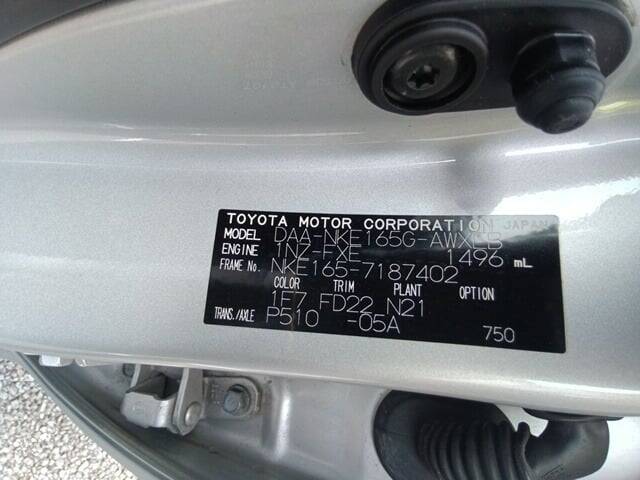 TOYOTA MOTOR CORPORATION JAPAN
MODEL DAA-NKE165G-AWXEB
ENGINE 1NZ-FXE 1496 mL
FRAME No. NKE165-7187402
COLOR TRIM PLANT OPTION
1F7 FD22 N21
TRANS./AXLE P510 -05A
750